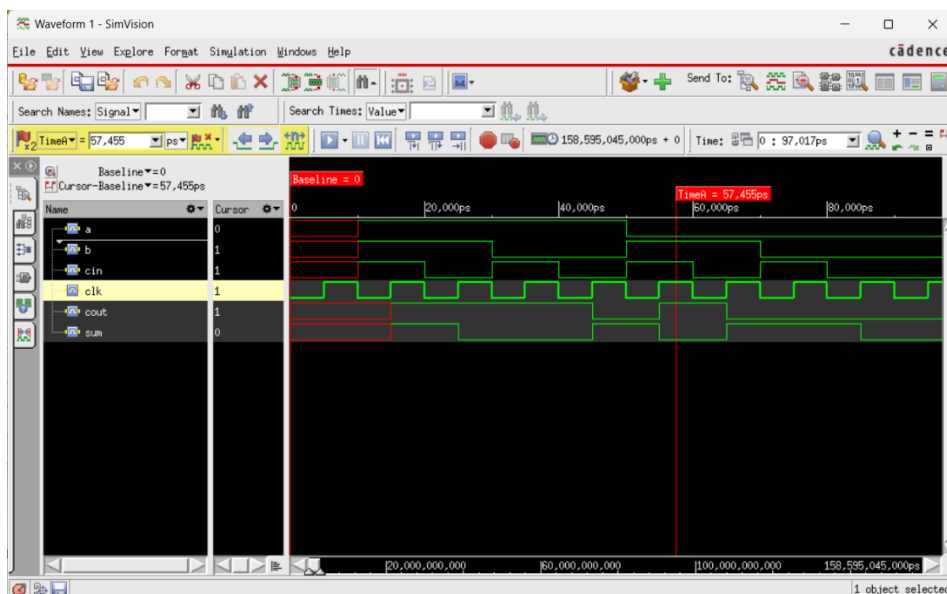 Waveform 1 - SimVision
File Edit View Explore Format Simulation Windows Help
cādence
Send To:
Search Names: Signal
Search Times: Value
x2 TimeA = 57,455 ps
158,595,045,000ps + 0
Time: 0 : 97,017ps
Baseline = 0
Cursor-Baseline = 57,455ps
Baseline = 0
TimeA = 57,455ps
Name Cursor
0 20,000ps 40,000ps 60,000ps 80,000ps
a 0
b 1
cin 1
clk 1
cout 1
sum 0
20,000,000,000 60,000,000,000 100,000,000,000 158,595,045,000ps
1 object selected